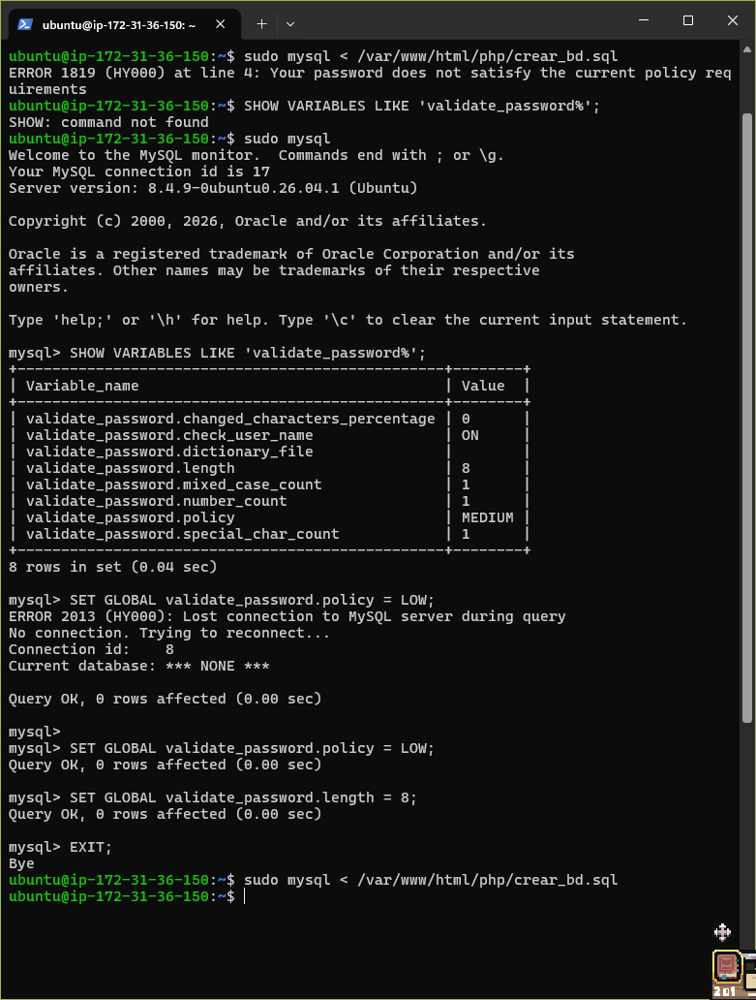 ubuntu@ip-172-31-36-150: ~
ubuntu@ip-172-31-36-150:~$ sudo mysql < /var/www/html/php/crear_bd.sql
ERROR 1819 (HY000) at line 4: Your password does not satisfy the current policy req
uirements
ubuntu@ip-172-31-36-150:~$ SHOW VARIABLES LIKE 'validate_password%';
SHOW: command not found
ubuntu@ip-172-31-36-150:~$ sudo mysql
Welcome to the MySQL monitor.  Commands end with ; or \g.
Your MySQL connection id is 17
Server version: 8.4.9-0ubuntu0.26.04.1 (Ubuntu)
Copyright (c) 2000, 2026, Oracle and/or its affiliates.
Oracle is a registered trademark of Oracle Corporation and/or its
affiliates. Other names may be trademarks of their respective
owners.
Type 'help;' or '\h' for help. Type '\c' to clear the current input statement.
mysql> SHOW VARIABLES LIKE 'validate_password%';
+-------------------------------------------------+--------+
| Variable_name                                   | Value  |
+-------------------------------------------------+--------+
| validate_password.changed_characters_percentage | 0      |
| validate_password.check_user_name               | ON     |
| validate_password.dictionary_file               |        |
| validate_password.length                        | 8      |
| validate_password.mixed_case_count              | 1      |
| validate_password.number_count                  | 1      |
| validate_password.policy                        | MEDIUM |
| validate_password.special_char_count            | 1      |
+-------------------------------------------------+--------+
8 rows in set (0.04 sec)
mysql> SET GLOBAL validate_password.policy = LOW;
ERROR 2013 (HY000): Lost connection to MySQL server during query
No connection. Trying to reconnect...
Connection id:    8
Current database: *** NONE ***
Query OK, 0 rows affected (0.00 sec)
mysql>
mysql> SET GLOBAL validate_password.policy = LOW;
Query OK, 0 rows affected (0.00 sec)
mysql> SET GLOBAL validate_password.length = 8;
Query OK, 0 rows affected (0.00 sec)
mysql> EXIT;
Bye
ubuntu@ip-172-31-36-150:~$ sudo mysql < /var/www/html/php/crear_bd.sql
ubuntu@ip-172-31-36-150:~$